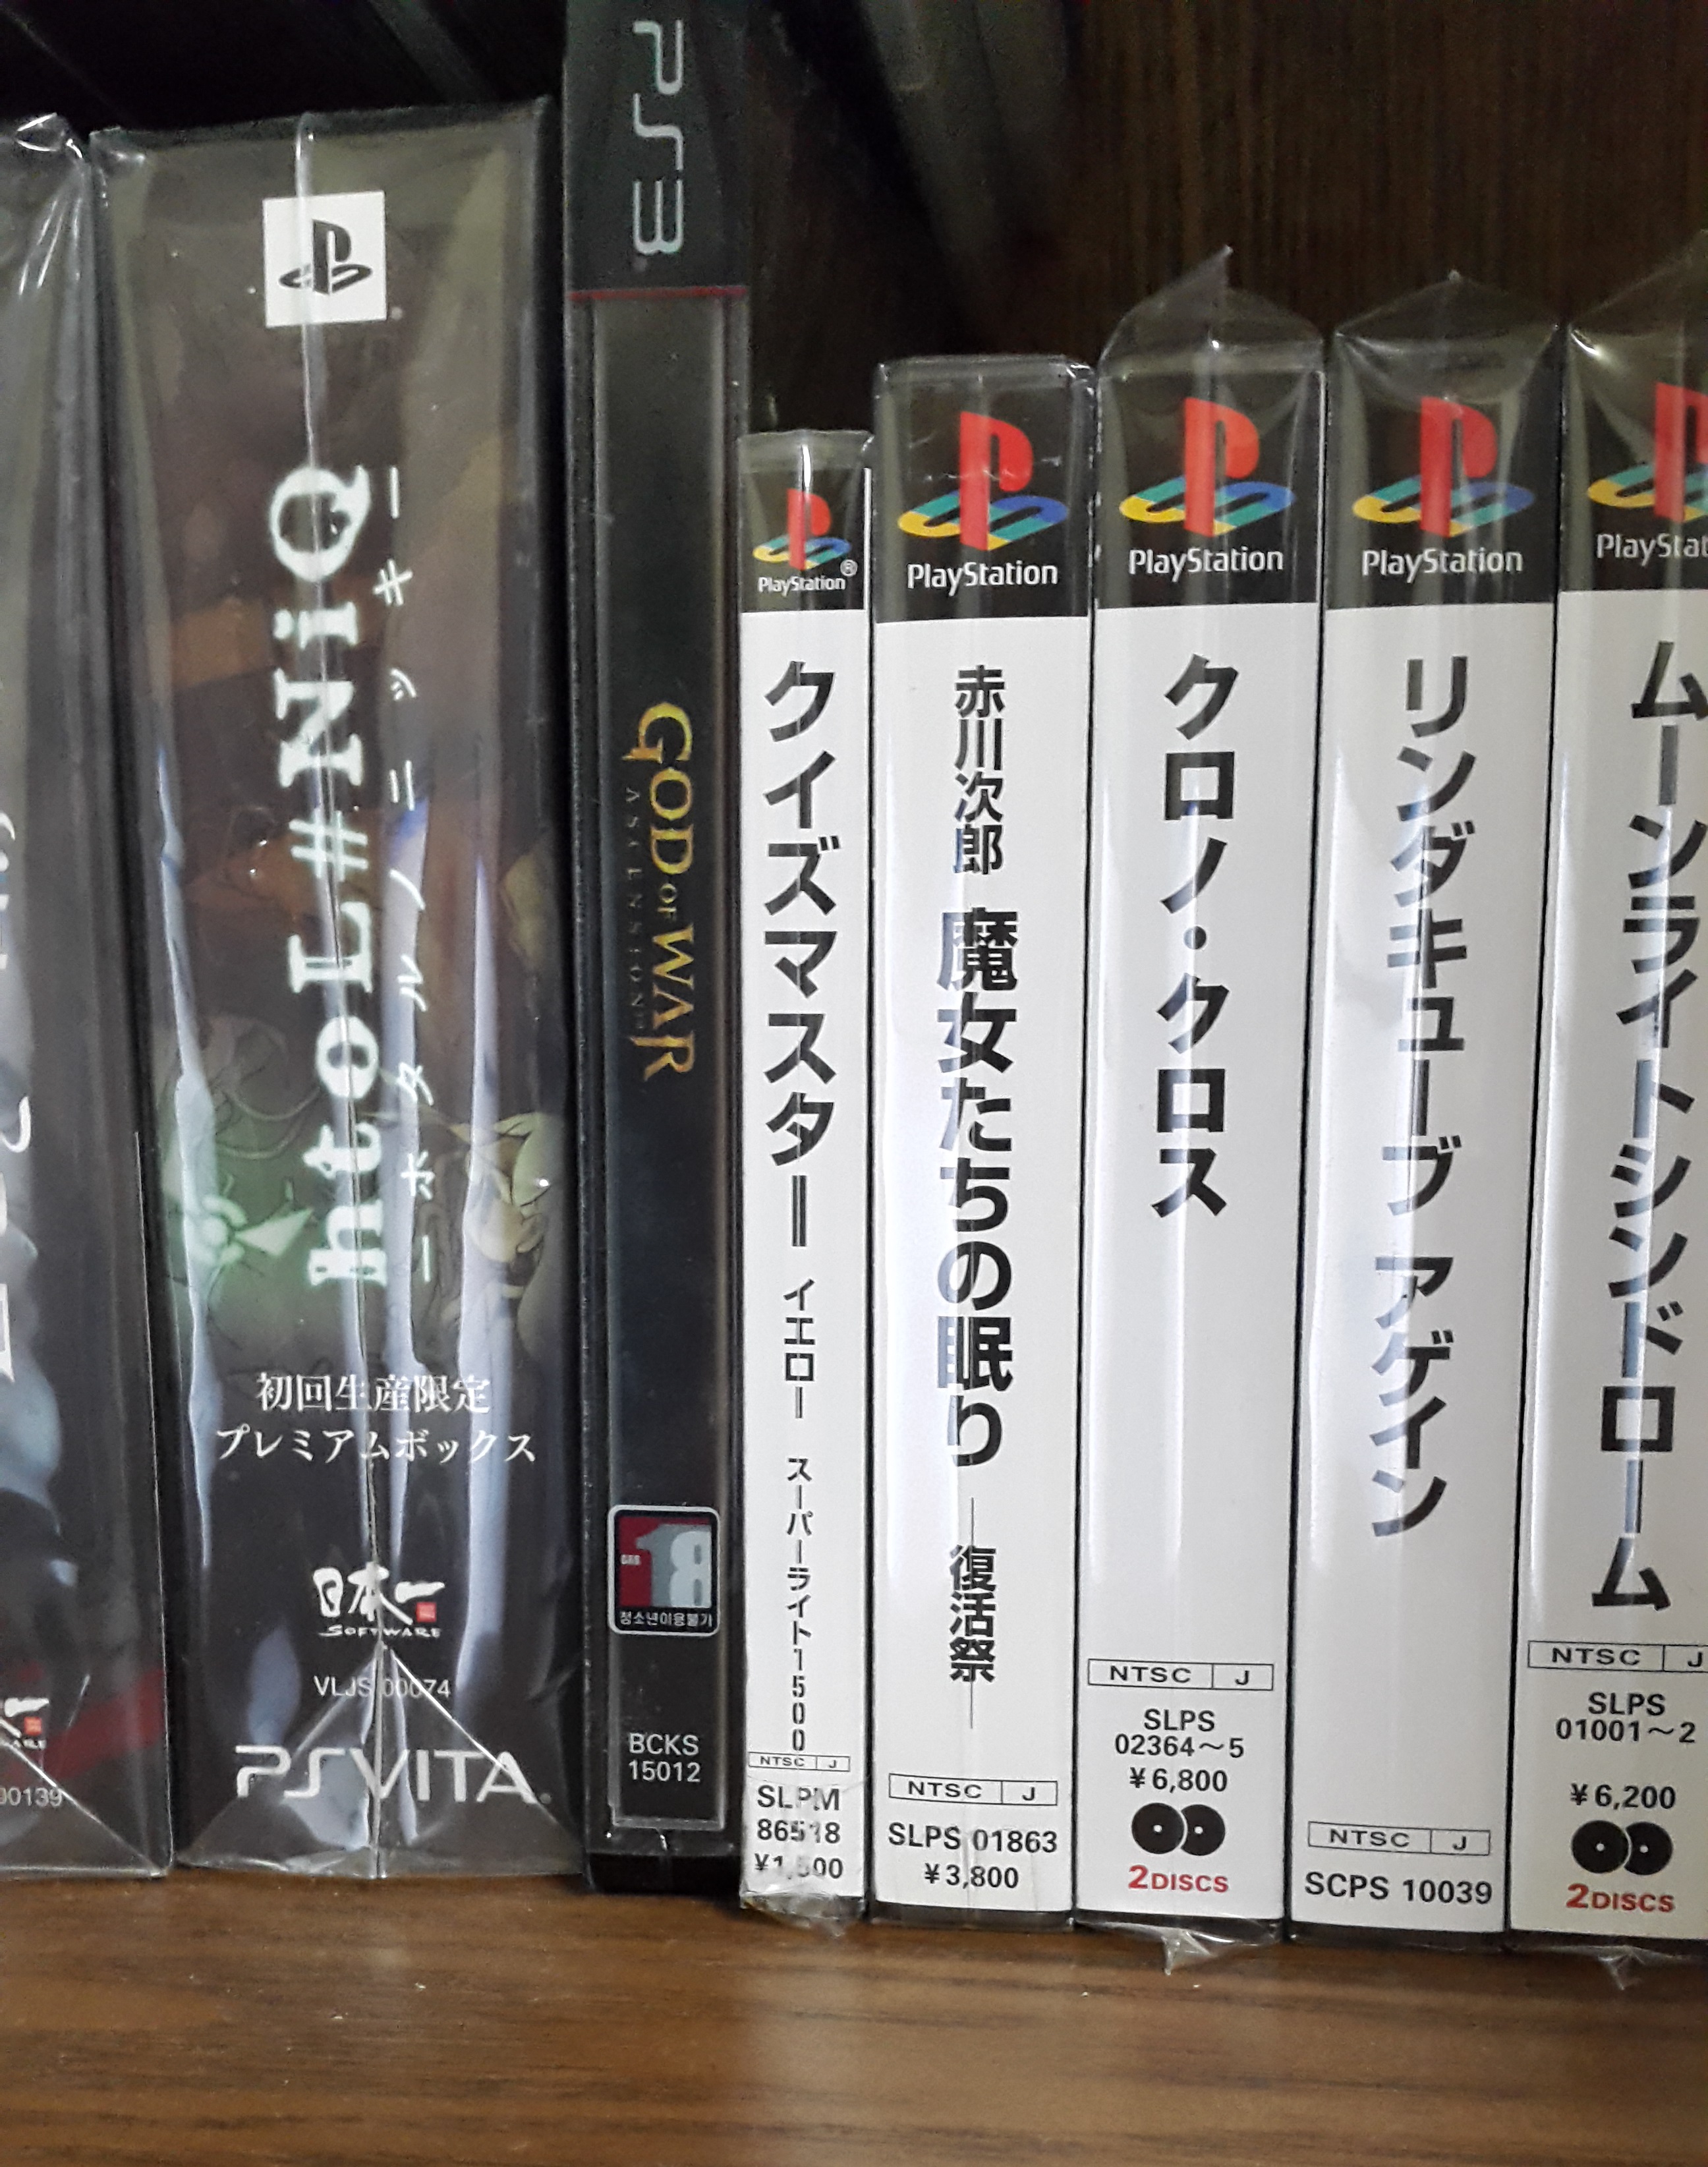 00139
htoL#NiQ
ーホタルノニッキー
初回生産限定
プレミアムボックス
日本一
SOFTWARE
VLJS 00074
PSVITA
PS3
GOD OF WAR
ASCENSION
18
청소년이용불가
BCKS
15012
PlayStation®
クイズマスター イエロー スーパーライト1500
NTSC J
SLPM
86518
¥1,500
PlayStation
赤川次郎 魔女たちの眠り ―復活祭―
NTSC J
SLPS 01863
¥3,800
PlayStation
クロノ・クロス
NTSC J
SLPS
02364～5
¥6,800
2DISCS
PlayStation
リンダキューブ アゲイン
NTSC J
SCPS 10039
PlayStat
ムーンライトシンドローム
NTSC J
SLPS
01001～2
¥6,200
2DISCS